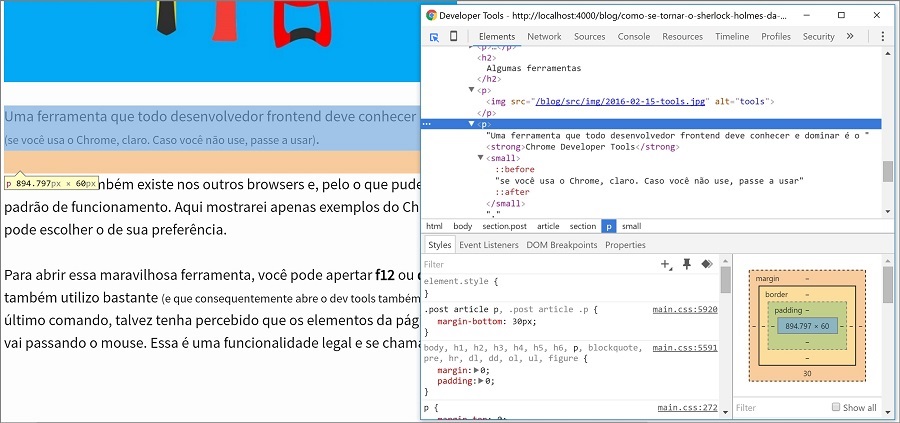 Uma ferramenta que todo desenvolvedor frontend deve conhecer
(se você usa o Chrome, claro. Caso você não use, passe a usar).
p 894.797px × 60px
mbém existe nos outros browsers e, pelo o que pude
padrão de funcionamento. Aqui mostrarei apenas exemplos do Ch
pode escolher o de sua preferência.
Para abrir essa maravilhosa ferramenta, você pode apertar f12 ou
também utilizo bastante (e que consequentemente abre o dev tools também
último comando, talvez tenha percebido que os elementos da pág
vai passando o mouse. Essa é uma funcionalidade legal e se chama
Developer Tools - http://localhost:4000/blog/como-se-tornar-o-sherlock-holmes-da-...
Elements Network Sources Console Resources Timeline Profiles Security »
<p>…</p>
<h2>
Algumas ferramentas
</h2>
<p>
<img src="/blog/src/img/2016-02-15-tools.jpg" alt="tools">
</p>
… <p>
"Uma ferramenta que todo desenvolvedor frontend deve conhecer e dominar é o "
<strong>Chrome Developer Tools</strong>
<small>
::before
"se você usa o Chrome, claro. Caso você não use, passe a usar"
::after
</small>
"."
html body section.post article section p small
Styles Event Listeners DOM Breakpoints Properties
Filter
element.style {
}
.post article p, .post article .p { main.css:5920
margin-bottom: 30px;
}
body, h1, h2, h3, h4, h5, h6, p, blockquote, main.css:5591
pre, hr, dl, dd, ol, ul, figure {
margin:▶0;
padding:▶0;
}
p { main.css:272
margin-top: 0;
margin –
border –
padding –
– – – 894.797 × 60 – – –
–
–
30
Filter Show all